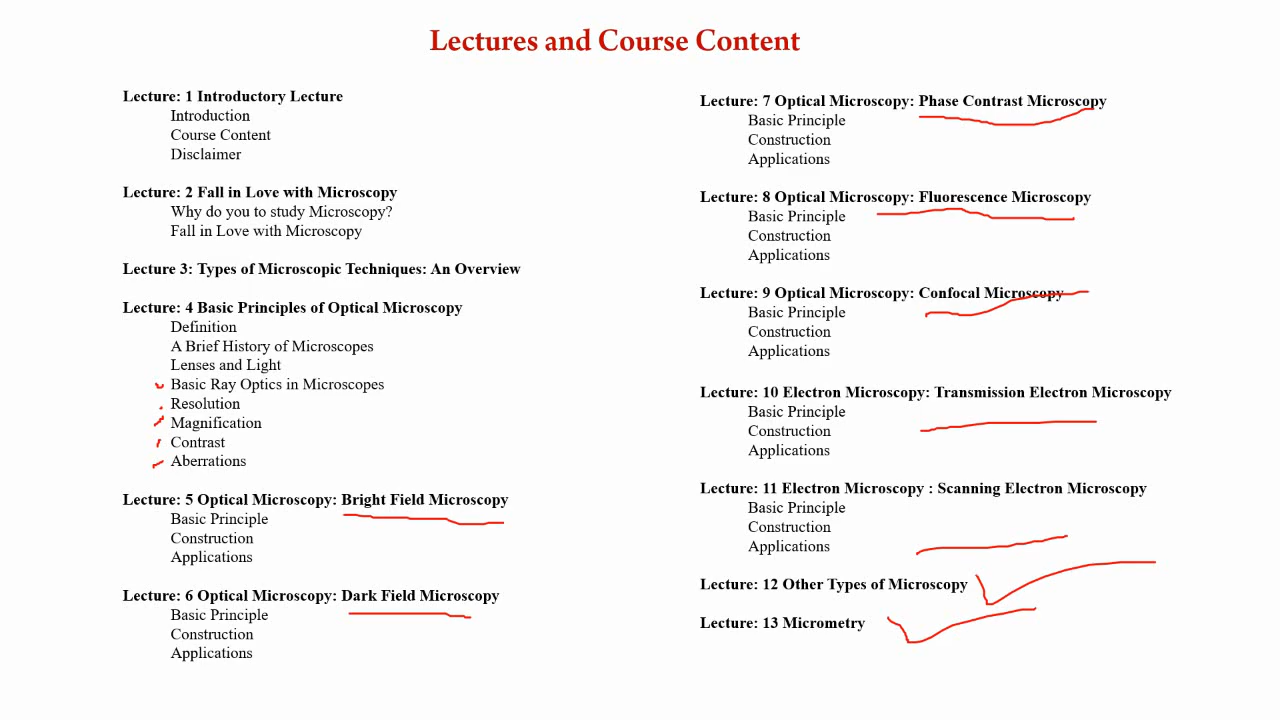 Lectures and Course Content
Lecture: 1 Introductory Lecture
Introduction
Course Content
Disclaimer
Lecture: 2 Fall in Love with Microscopy
Why do you to study Microscopy?
Fall in Love with Microscopy
Lecture 3: Types of Microscopic Techniques: An Overview
Lecture: 4 Basic Principles of Optical Microscopy
Definition
A Brief History of Microscopes
Lenses and Light
Basic Ray Optics in Microscopes
Resolution
Magnification
Contrast
Aberrations
Lecture: 5 Optical Microscopy: Bright Field Microscopy
Basic Principle
Construction
Applications
Lecture: 6 Optical Microscopy: Dark Field Microscopy
Basic Principle
Construction
Applications
Lecture: 7 Optical Microscopy: Phase Contrast Microscopy
Basic Principle
Construction
Applications
Lecture: 8 Optical Microscopy: Fluorescence Microscopy
Basic Principle
Construction
Applications
Lecture: 9 Optical Microscopy: Confocal Microscopy
Basic Principle
Construction
Applications
Lecture: 10 Electron Microscopy: Transmission Electron Microscopy
Basic Principle
Construction
Applications
Lecture: 11 Electron Microscopy : Scanning Electron Microscopy
Basic Principle
Construction
Applications
Lecture: 12 Other Types of Microscopy
Lecture: 13 Micrometry